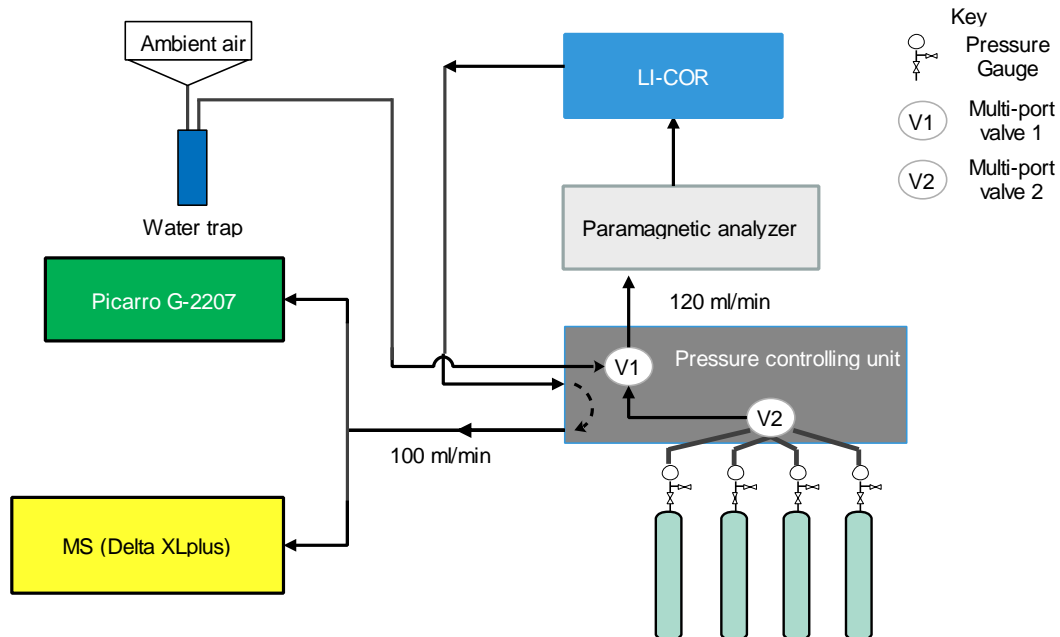 Key
Ambient air
Pressure
Gauge
LI-COR
V1
Multi-port
valve 1
V2
Multi-port
valve 2
Water trap
Paramagnetic analyzer
Picarro G-2207
120 ml/min
Pressure controlling unit
V1
V2
100 ml/min
MS (Delta XLplus)